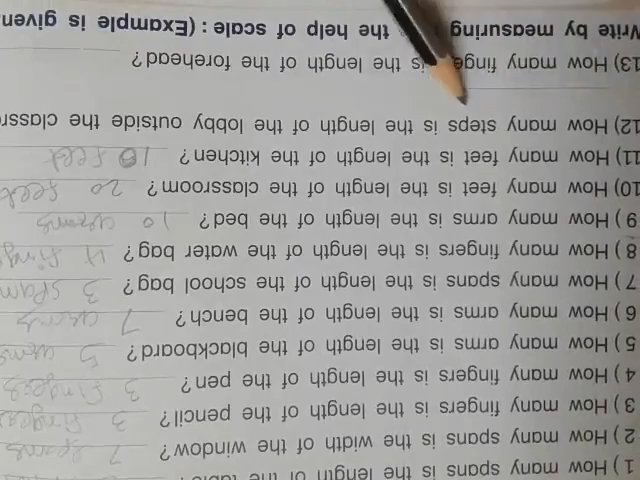 1) How many spans is the length of the table?
2) How many spans is the width of the window? 7 spans
3) How many fingers is the length of the pencil? 3 fingers
4) How many fingers is the length of the pen? 3 fingers
5) How many arms is the length of the blackboard? 5 arms
6) How many arms is the length of the bench? 7 arms
7) How many spans is the length of the school bag? 3 span
8) How many fingers is the length of the water bag? 4
9) How many arms is the length of the bed? 10 arms
10) How many feet is the length of the classroom? 20 feet
11) How many feet is the length of the kitchen? 10 feet
12) How many steps is the length of the lobby outside the
13) How many is the length of the forehead?
Write by measuring the help of scale : (Example is given